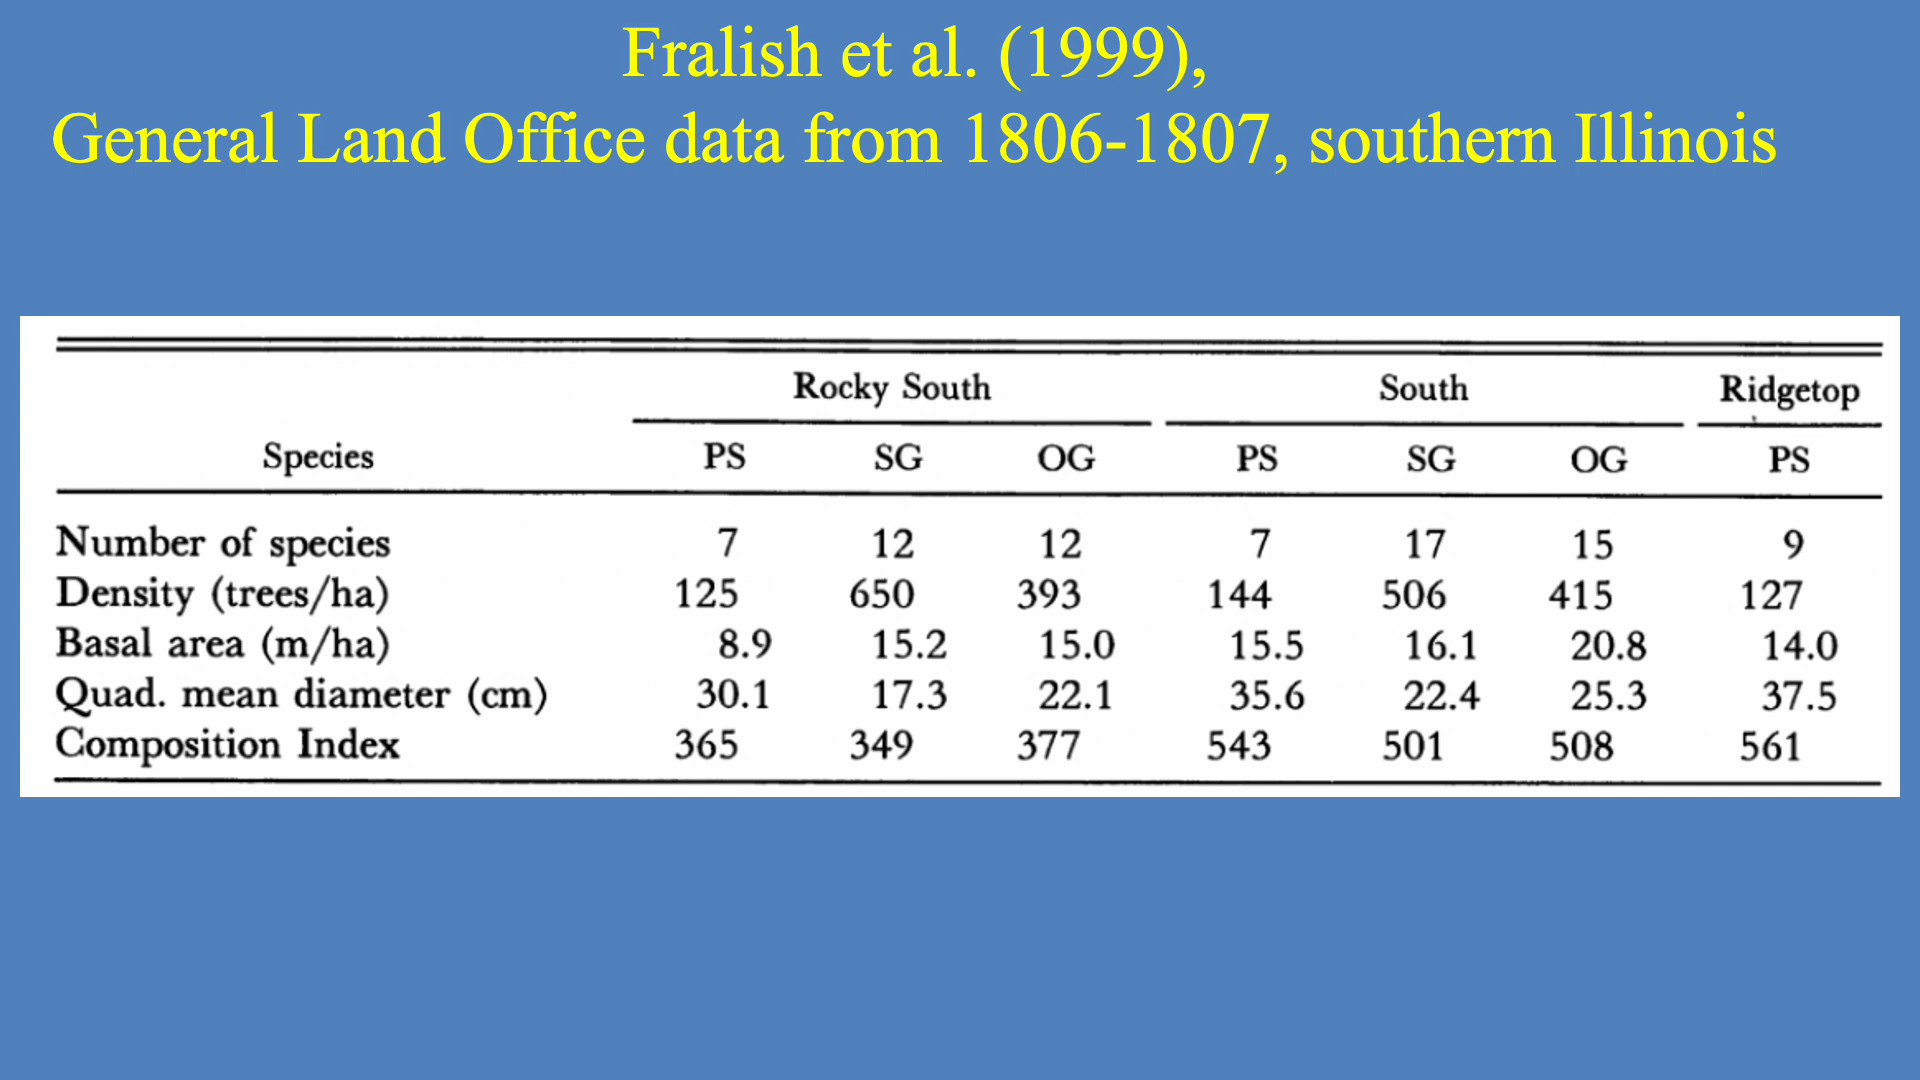 Fralish et al. (1999),
General Land Office data from 1806-1807, southern Illinois
Rocky South South Ridgetop
Species PS SG OG PS SG OG PS
Number of species 7 12 12 7 17 15 9
Density (trees/ha) 125 650 393 144 506 415 127
Basal area (m/ha) 8.9 15.2 15.0 15.5 16.1 20.8 14.0
Quad. mean diameter (cm) 30.1 17.3 22.1 35.6 22.4 25.3 37.5
Composition Index 365 349 377 543 501 508 561